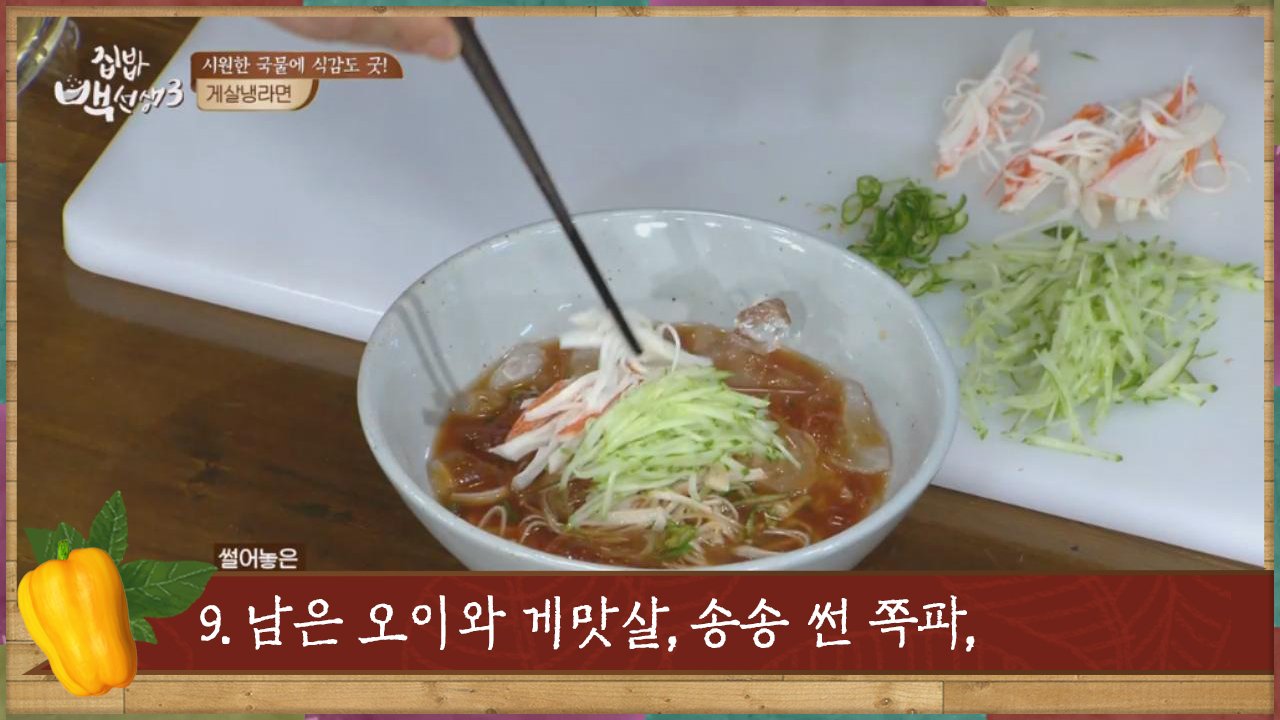 집밥
백선생3
시원한 국물에 식감도 굿!
게살냉라면
썰어놓은
9. 남은 오이와 게맛살, 송송 썬 쪽파,